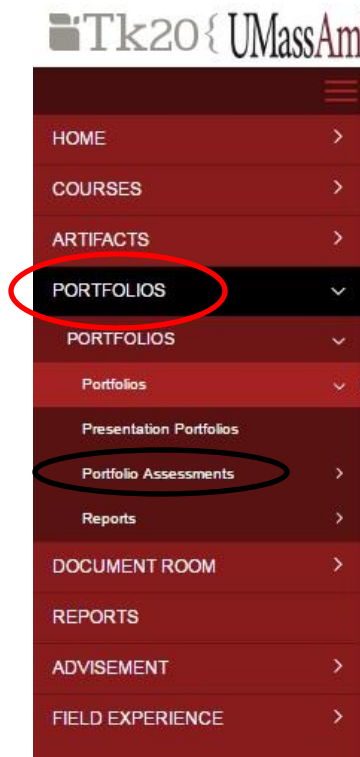 Tk20{ UMassAm
HOME
COURSES
ARTIFACTS
PORTFOLIOS
PORTFOLIOS
Portfolios
Presentation Portfolios
Portfolio Assessments
Reports
DOCUMENT ROOM
REPORTS
ADVISEMENT
FIELD EXPERIENCE